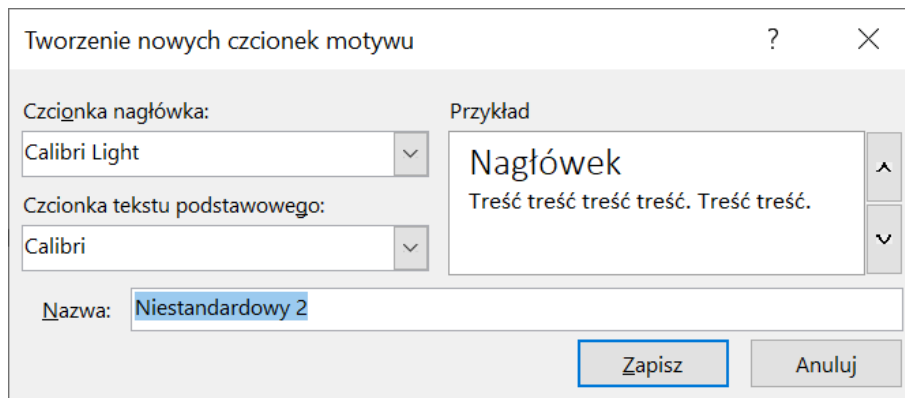 Tworzenie nowych czcionek motywu
Czcionka nagłówka:
Calibri Light
Czcionka tekstu podstawowego:
Calibri
Przykład
Nagłówek
Treść treść treść treść. Treść treść.
Nazwa: Niestandardowy 2
Zapisz Anuluj